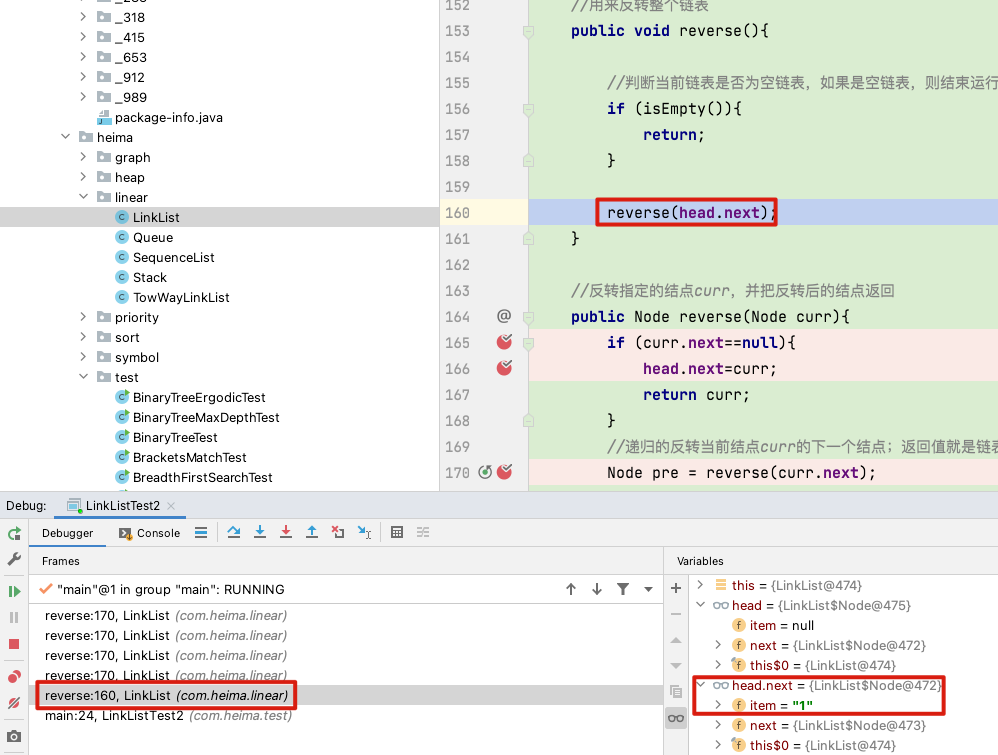 _283
_318
_415
_653
_912
_989
package-info.java
heima
graph
heap
linear
LinkList
Queue
SequenceList
Stack
TowWayLinkList
priority
sort
symbol
test
BinaryTreeErgodicTest
BinaryTreeMaxDepthTest
BinaryTreeTest
BracketsMatchTest
BreadthFirstSearchTest
152 //用来反转整个链表
153 public void reverse(){
154
155 //判断当前链表是否为空链表，如果是空链表，则结束运行
156 if (isEmpty()){
157 return;
158 }
159
160 reverse(head.next);
161 }
162
163 //反转指定的结点curr，并把反转后的结点返回
164 @ public Node reverse(Node curr){
165 if (curr.next==null){
166 head.next=curr;
167 return curr;
168 }
169 //递归的反转当前结点curr的下一个结点；返回值就是链表
170 Node pre = reverse(curr.next);
Debug: LinkListTest2
Debugger Console
Frames
"main"@1 in group "main": RUNNING
reverse:170, LinkList (com.heima.linear)
reverse:170, LinkList (com.heima.linear)
reverse:170, LinkList (com.heima.linear)
reverse:170, LinkList (com.heima.linear)
reverse:160, LinkList (com.heima.linear)
main:24, LinkListTest2 (com.heima.test)
Variables
this = {LinkList@474}
head = {LinkList$Node@475}
item = null
next = {LinkList$Node@472}
this$0 = {LinkList@474}
head.next = {LinkList$Node@472}
item = "1"
next = {LinkList$Node@473}
this$0 = {LinkList@474}